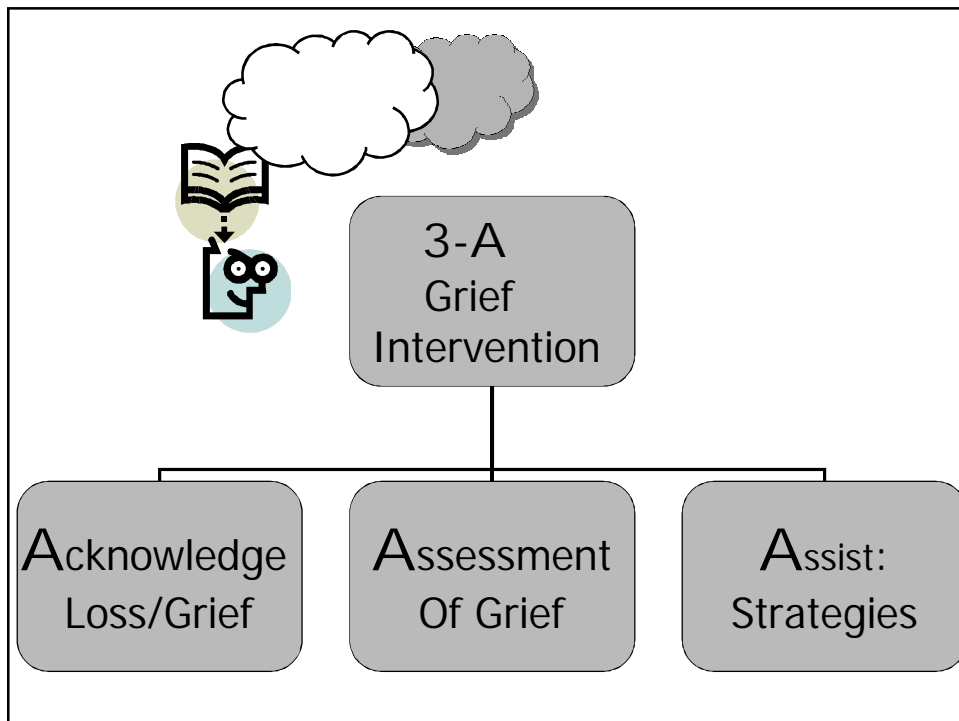 3-A
Grief
Intervention
Acknowledge
Loss/Grief
Assessment
Of Grief
Assist:
Strategies